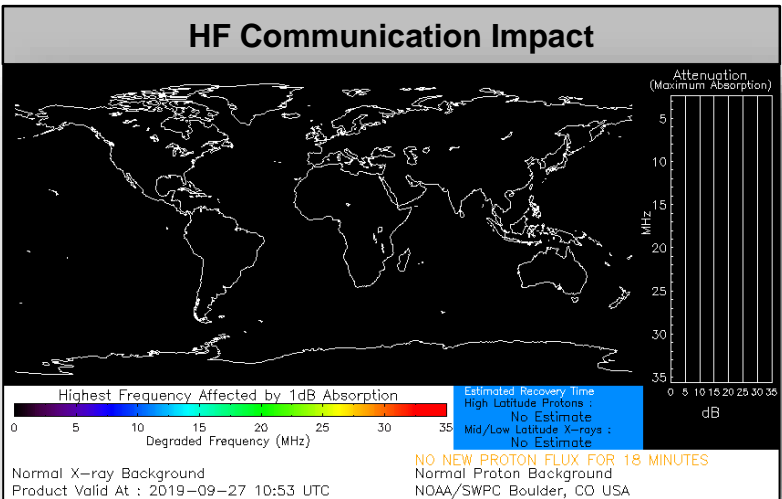 HF Communication Impact
Attenuation
(Maximum Absorption)
5
10
15
20
25
30
35
MHz
0 5 10 15 20 25 30 35
dB
Highest Frequency Affected by 1dB Absorption
0 5 10 15 20 25 30 35
Degraded Frequency (MHz)
Estimated Recovery Time
High Latitude Protons :
No Estimate
Mid/Low Latitude X-rays :
No Estimate
NO NEW PROTON FLUX FOR 18 MINUTES
Normal X-ray Background
Normal Proton Background
Product Valid At : 2019-09-27 10:53 UTC
NOAA/SWPC Boulder, CO USA